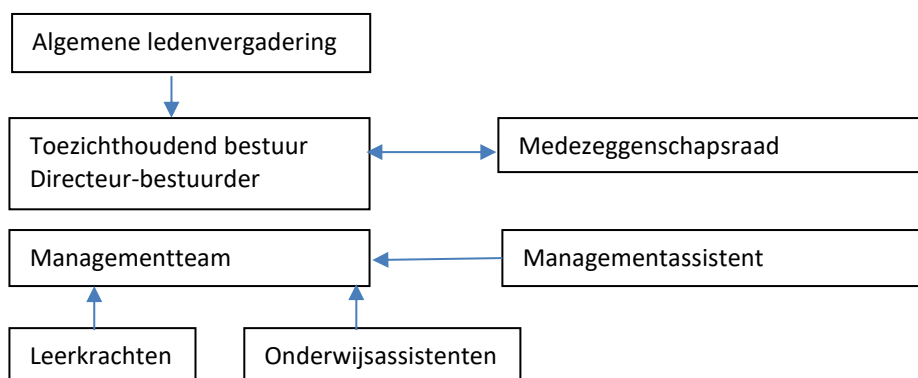 Algemene ledenvergadering
Toezichthoudend bestuur
Directeur-bestuurder
Medezeggenschapsraad
Managementteam
Managementassistent
Leerkrachten
Onderwijsassistenten